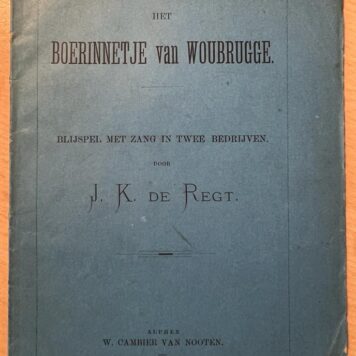 HET
BOERINNETJE van WOUBRUGGE.
BLIJSPEL MET ZANG IN TWEE BEDRIJVEN.
DOOR
J. K. DE REGT.
ALPHEN
W. CAMBIER VAN NOOTEN.